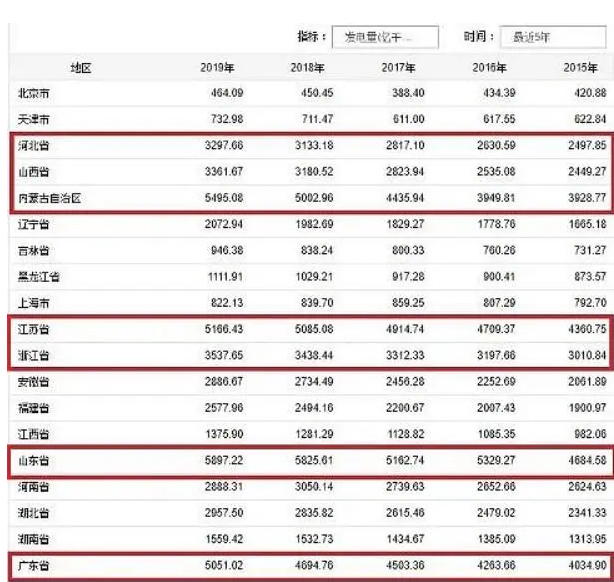 指标： 发电量(亿千... 时间： 最近5年
地区 2019年 2018年 2017年 2016年 2015年
北京市 464.09 450.45 388.40 434.39 420.88
天津市 732.98 711.47 611.00 617.55 622.84
河北省 3297.66 3133.18 2817.10 2630.59 2497.85
山西省 3361.67 3180.52 2823.94 2535.08 2449.27
内蒙古自治区 5495.08 5002.96 4435.94 3949.81 3928.77
辽宁省 2072.94 1982.69 1829.27 1778.76 1665.18
吉林省 946.38 838.24 800.33 760.26 731.27
黑龙江省 1111.91 1029.21 917.28 900.41 873.57
上海市 822.13 839.70 859.25 807.29 792.70
江苏省 5166.43 5085.08 4914.74 4709.37 4360.75
浙江省 3537.65 3438.44 3312.33 3197.66 3010.84
安徽省 2886.67 2734.49 2456.28 2252.69 2061.89
福建省 2577.96 2494.16 2200.67 2007.43 1900.97
江西省 1375.90 1281.29 1128.82 1085.35 982.06
山东省 5897.22 5825.61 5162.74 5329.27 4684.58
河南省 2888.31 3050.14 2739.63 2652.66 2624.63
湖北省 2957.50 2835.82 2615.46 2479.02 2341.33
湖南省 1559.42 1532.73 1434.67 1385.09 1313.95
广东省 5051.02 4694.76 4503.36 4263.66 4034.90